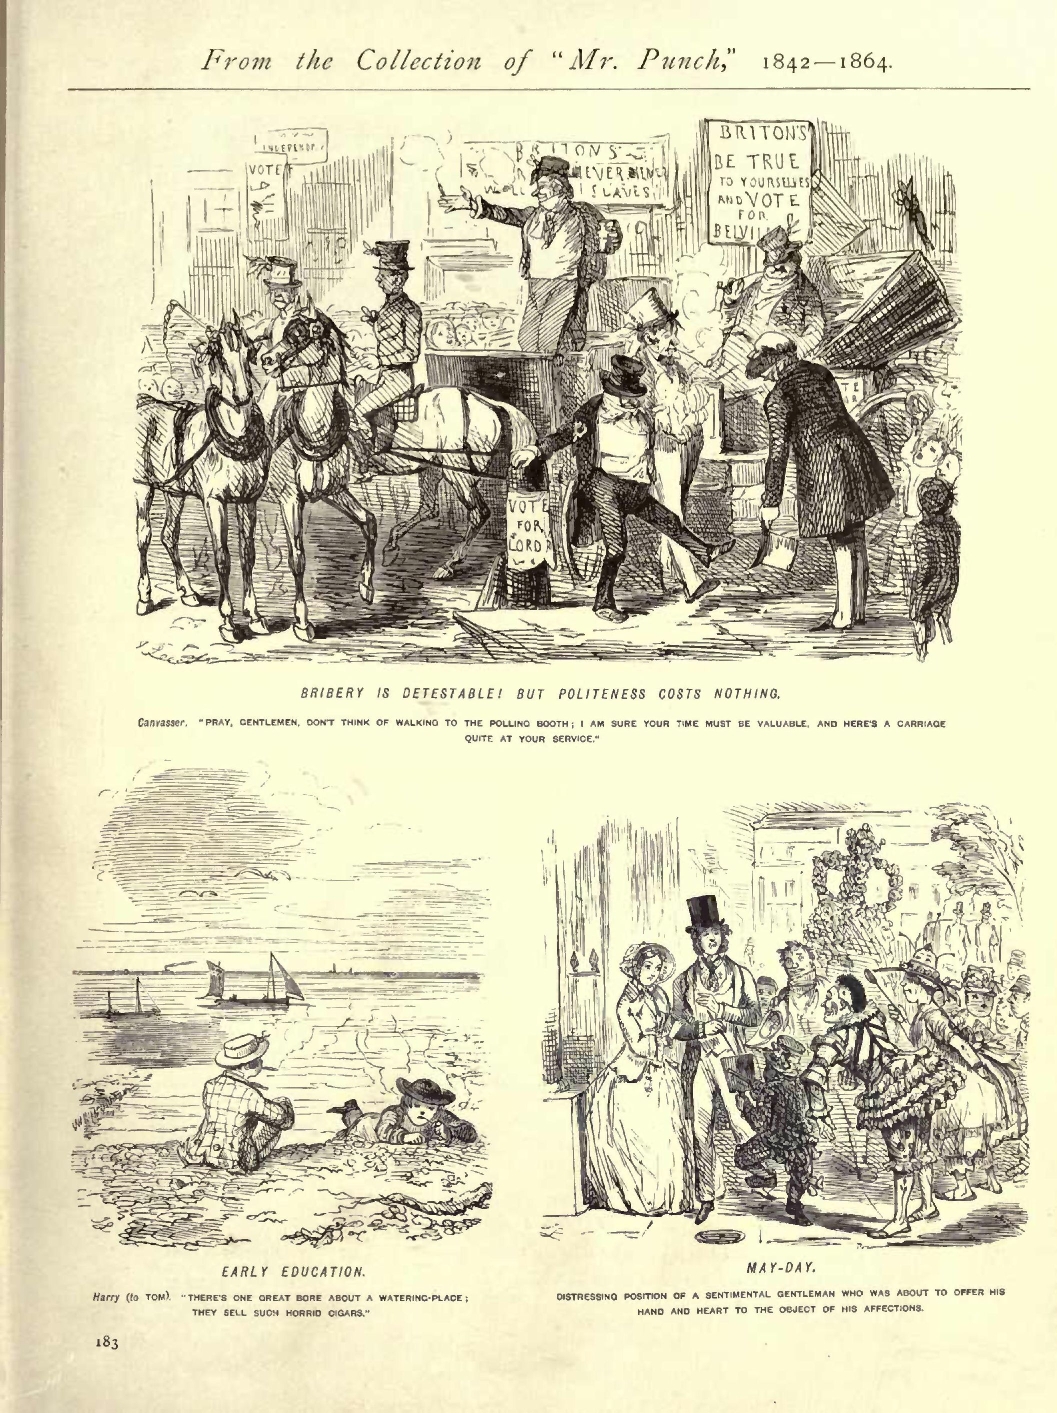 From the Collection of "Mr. Punch," 1842—1864.
VOTE
BRITONS
NEVER
SLAVES
BRITONS
BE TRUE
TO YOURSELVES
AND VOTE
FOR
VOTE
FOR
LORD
J. Leech
BRIBERY IS DETESTABLE! BUT POLITENESS COSTS NOTHING.
Canvasser. "PRAY, GENTLEMEN, DON'T THINK OF WALKING TO THE POLLING BOOTH; I AM SURE YOUR TIME MUST BE VALUABLE, AND HERE'S A CARRIAGE
QUITE AT YOUR SERVICE."
EARLY EDUCATION.
Harry (to TOM). "THERE'S ONE GREAT BORE ABOUT A WATERING-PLACE;
THEY SELL SUCH HORRID CIGARS."
MAY-DAY.
DISTRESSING POSITION OF A SENTIMENTAL GENTLEMAN WHO WAS ABOUT TO OFFER HIS
HAND AND HEART TO THE OBJECT OF HIS AFFECTIONS.
183